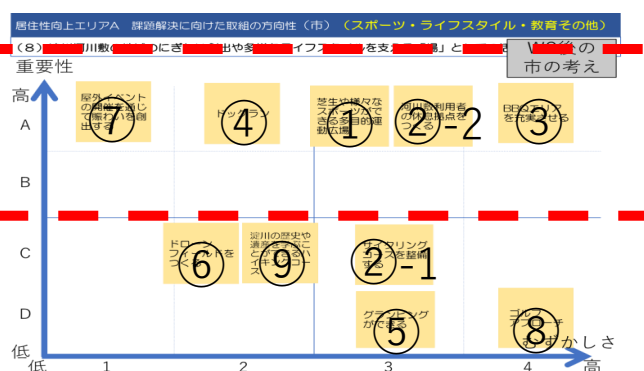 居住性向上エリアA 課題解決に向けた取組の方向性(市)(スポーツ・ライフスタイル・教育その他)
WS後の
市の考え
重要性
高
A
B
C
D
低
屋外イベント
の開催を通じ
て賑わいを創
出する
⑦
ドッグラン
④
芝生や様々な
スポーツがで
きる多目的運
動広場
①
河川敷利用者
の休憩拠点を
つくる
②-2
BBQエリア
を充実させる
③
ドローン
フィールドを
つくる
⑥
淀川の歴史や
遺産を学ぶこ
とができるハ
イキングコー
ス
⑨
サイクリング
コースを整備
する
②-1
グランピング
ができる
⑤
ゴルフ
アプローチ
⑧
むずかしさ
低 1 2 3 4 高